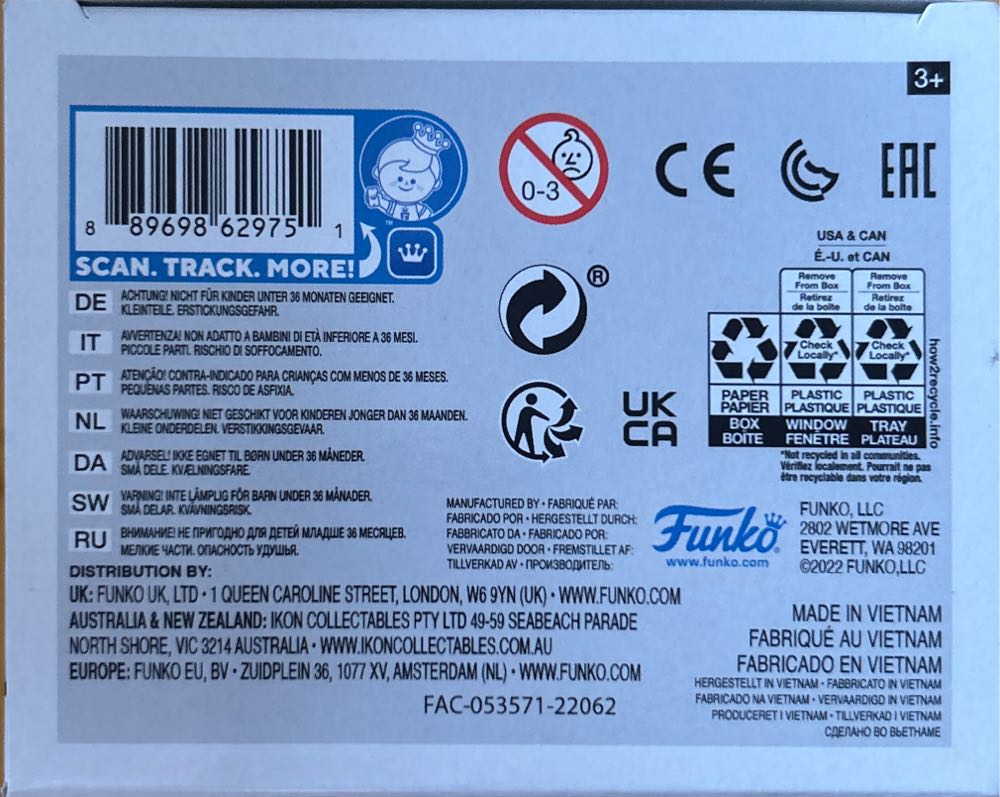 3+
8 89698 62975 1
SCAN. TRACK. MORE!
™
DE ACHTUNG! NICHT FÜR KINDER UNTER 36 MONATEN GEEIGNET.
KLEINTEILE. ERSTICKUNGSGEFAHR.
IT AVVERTENZA! NON ADATTO A BAMBINI DI ETÀ INFERIORE A 36 MESI.
PICCOLE PARTI. RISCHIO DI SOFFOCAMENTO.
PT ATENÇÃO! CONTRA-INDICADO PARA CRIANÇAS COM MENOS DE 36 MESES.
PEQUENAS PARTES. RISCO DE ASFIXIA.
NL WAARSCHUWING! NIET GESCHIKT VOOR KINDEREN JONGER DAN 36 MAANDEN.
KLEINE ONDERDELEN. VERSTIKKINGSGEVAAR.
DA ADVARSEL! IKKE EGNET TIL BØRN UNDER 36 MÅNEDER.
SMÅ DELE. KVÆLNINGSFARE.
SW VARNING! INTE LÄMPLIG FÖR BARN UNDER 36 MÅNADER.
SMÅ DELAR. KVÄVNINGSRISK.
RU ВНИМАНИЕ! НЕ ПРИГОДНО ДЛЯ ДЕТЕЙ МЛАДШЕ 36 МЕСЯЦЕВ.
МЕЛКИЕ ЧАСТИ. ОПАСНОСТЬ УДУШЬЯ.
0-3
CE
EAC
®
UK
CA
USA & CAN
É.-U. et CAN
Remove
From Box
Retirez
de la boîte
Remove
From Box
Retirez
de la boîte
Check
Locally*
Check
Locally*
PAPER
PAPIER
BOX
BOÎTE
PLASTIC
PLASTIQUE
WINDOW
FENÊTRE
PLASTIC
PLASTIQUE
TRAY
PLATEAU
how2recycle.info
*Not recycled in all communities.
Vérifiez localement. Pourrait ne pas
être recyclable dans votre région.
MANUFACTURED BY • FABRIQUÉ PAR:
FABRICADO POR • HERGESTELLT DURCH:
FABBRICATO DA • FABRICADO POR:
VERVAARDIGD DOOR • FREMSTILLET AF:
TILLVERKAD AV • ПРОИЗВОДИТЕЛЬ:
Funko
www.funko.com
FUNKO, LLC
2802 WETMORE AVE
EVERETT, WA 98201
©2022 FUNKO,LLC
DISTRIBUTION BY:
UK: FUNKO UK, LTD • 1 QUEEN CAROLINE STREET, LONDON, W6 9YN (UK) • WWW.FUNKO.COM
AUSTRALIA & NEW ZEALAND: IKON COLLECTABLES PTY LTD 49-59 SEABEACH PARADE
NORTH SHORE, VIC 3214 AUSTRALIA • WWW.IKONCOLLECTABLES.COM.AU
EUROPE: FUNKO EU, BV • ZUIDPLEIN 36, 1077 XV, AMSTERDAM (NL) • WWW.FUNKO.COM
FAC-053571-22062
MADE IN VIETNAM
FABRIQUÉ AU VIETNAM
FABRICADO EN VIETNAM
HERGESTELLT IN VIETNAM • FABBRICATO IN VIETNAM
FABRICADO NA VIETNAM • VERVAARDIGD IN VIETNAM
PRODUCERET I VIETNAM • TILLVERKAD I VIETNAM
СДЕЛАНО ВО ВЬЕТНАМЕ